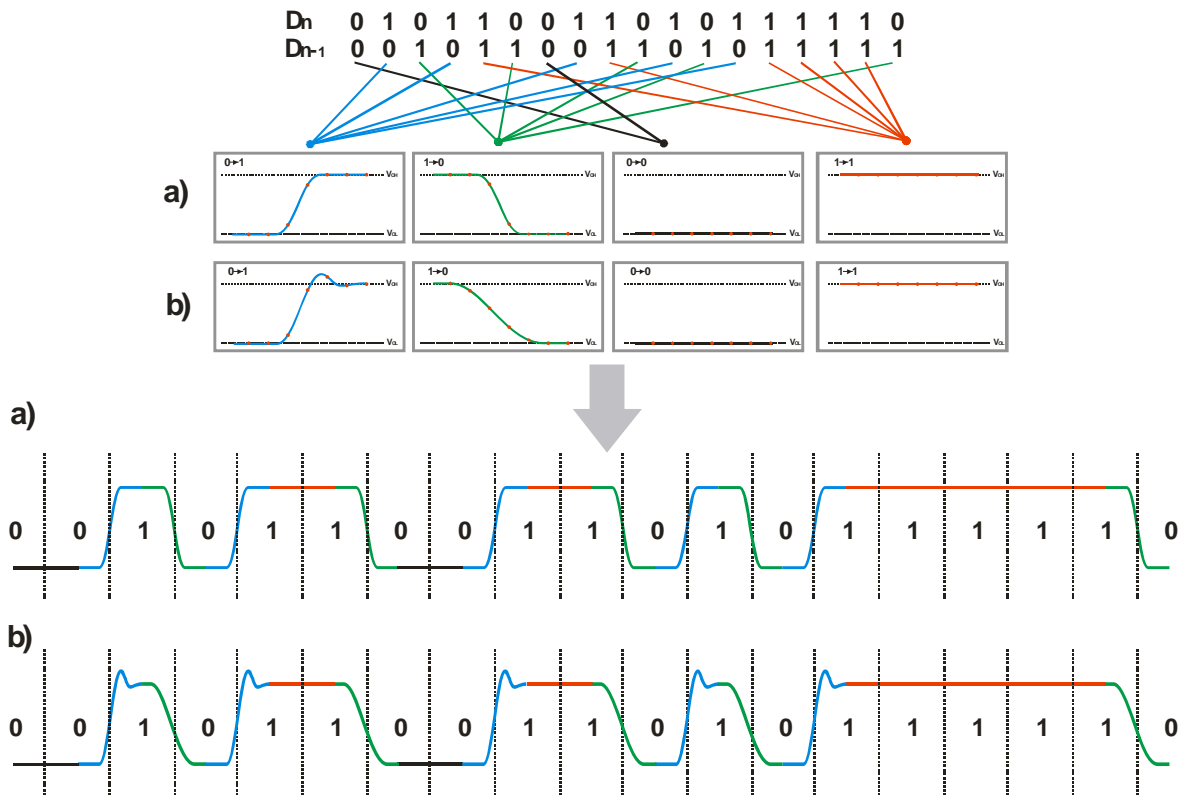 Dn 0 1 0 1 1 0 0 1 1 0 1 0 1 1 1 1 1 0
Dn-1 0 0 1 0 1 1 0 0 1 1 0 1 0 1 1 1 1 1
a)
0→1 VOH VOL
1→0 VOH VOL
0→0 VOH VOL
1→1 VOH VOL
b)
0→1 VOH VOL
1→0 VOH VOL
0→0 VOH VOL
1→1 VOH VOL
a)
0 0 1 0 1 1 0 0 1 1 0 1 0 1 1 1 1 1 0
b)
0 0 1 0 1 1 0 0 1 1 0 1 0 1 1 1 1 1 0